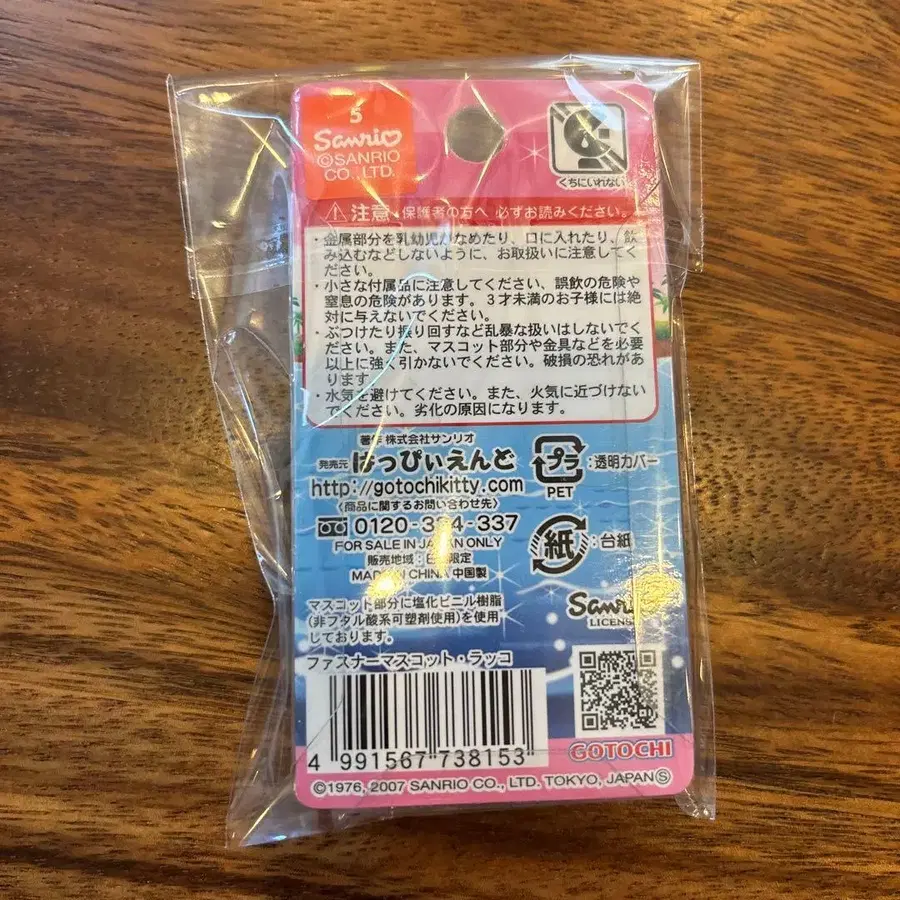 5
Sanrio
©SANRIO
CO., LTD.
くちにいれない
注意 保護者の方へ 必ずお読みください。
・金属部分を乳幼児がなめたり、口に入れたり、飲
み込むなどしないように、お取扱いに注意してく
ださい。
・小さな付属品に注意してください、誤飲の危険や
窒息の危険があります。3才未満のお子様には絶
対に与えないでください。
・ぶつけたり振り回すなど乱暴な扱いはしないでく
ださい。また、マスコット部分や金具などを必要
以上に強く引かないでください。破損の恐れがあ
ります。
・水気を避けてください。また、火気に近づけない
でください。劣化の原因になります。
著作 株式会社サンリオ
発売元 はっぴぃえんど
http://gotochikitty.com
〈商品に関するお問い合わせ先〉
0120-334-337
FOR SALE IN JAPAN ONLY
販売地域：日本限定
MADE IN CHINA 中国製
プラ
PET
：透明カバー
紙
：台紙
マスコット部分に塩化ビニル樹脂
(非フタル酸系可塑剤使用)を使用
しております。
Sanrio
LICENSE
ファスナーマスコット・ラッコ
4 991567 738153
GOTOCHI
©1976, 2007 SANRIO CO., LTD. TOKYO, JAPAN Ⓢ